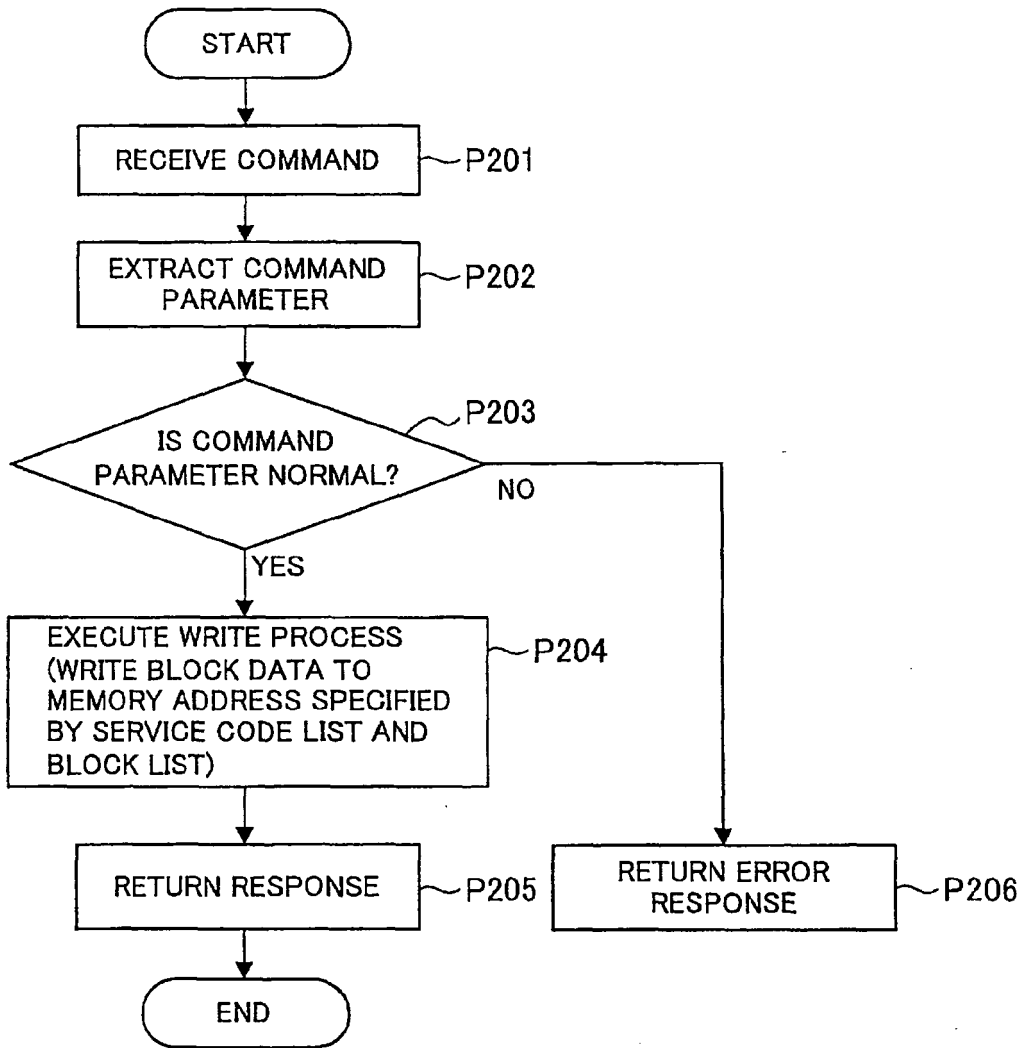 START
RECEIVE COMMAND
P201
EXTRACT COMMAND
PARAMETER
P202
IS COMMAND
PARAMETER NORMAL?
P203
NO
YES
EXECUTE WRITE PROCESS
(WRITE BLOCK DATA TO
MEMORY ADDRESS SPECIFIED
BY SERVICE CODE LIST AND
BLOCK LIST)
P204
RETURN RESPONSE
P205
RETURN ERROR
RESPONSE
P206
END